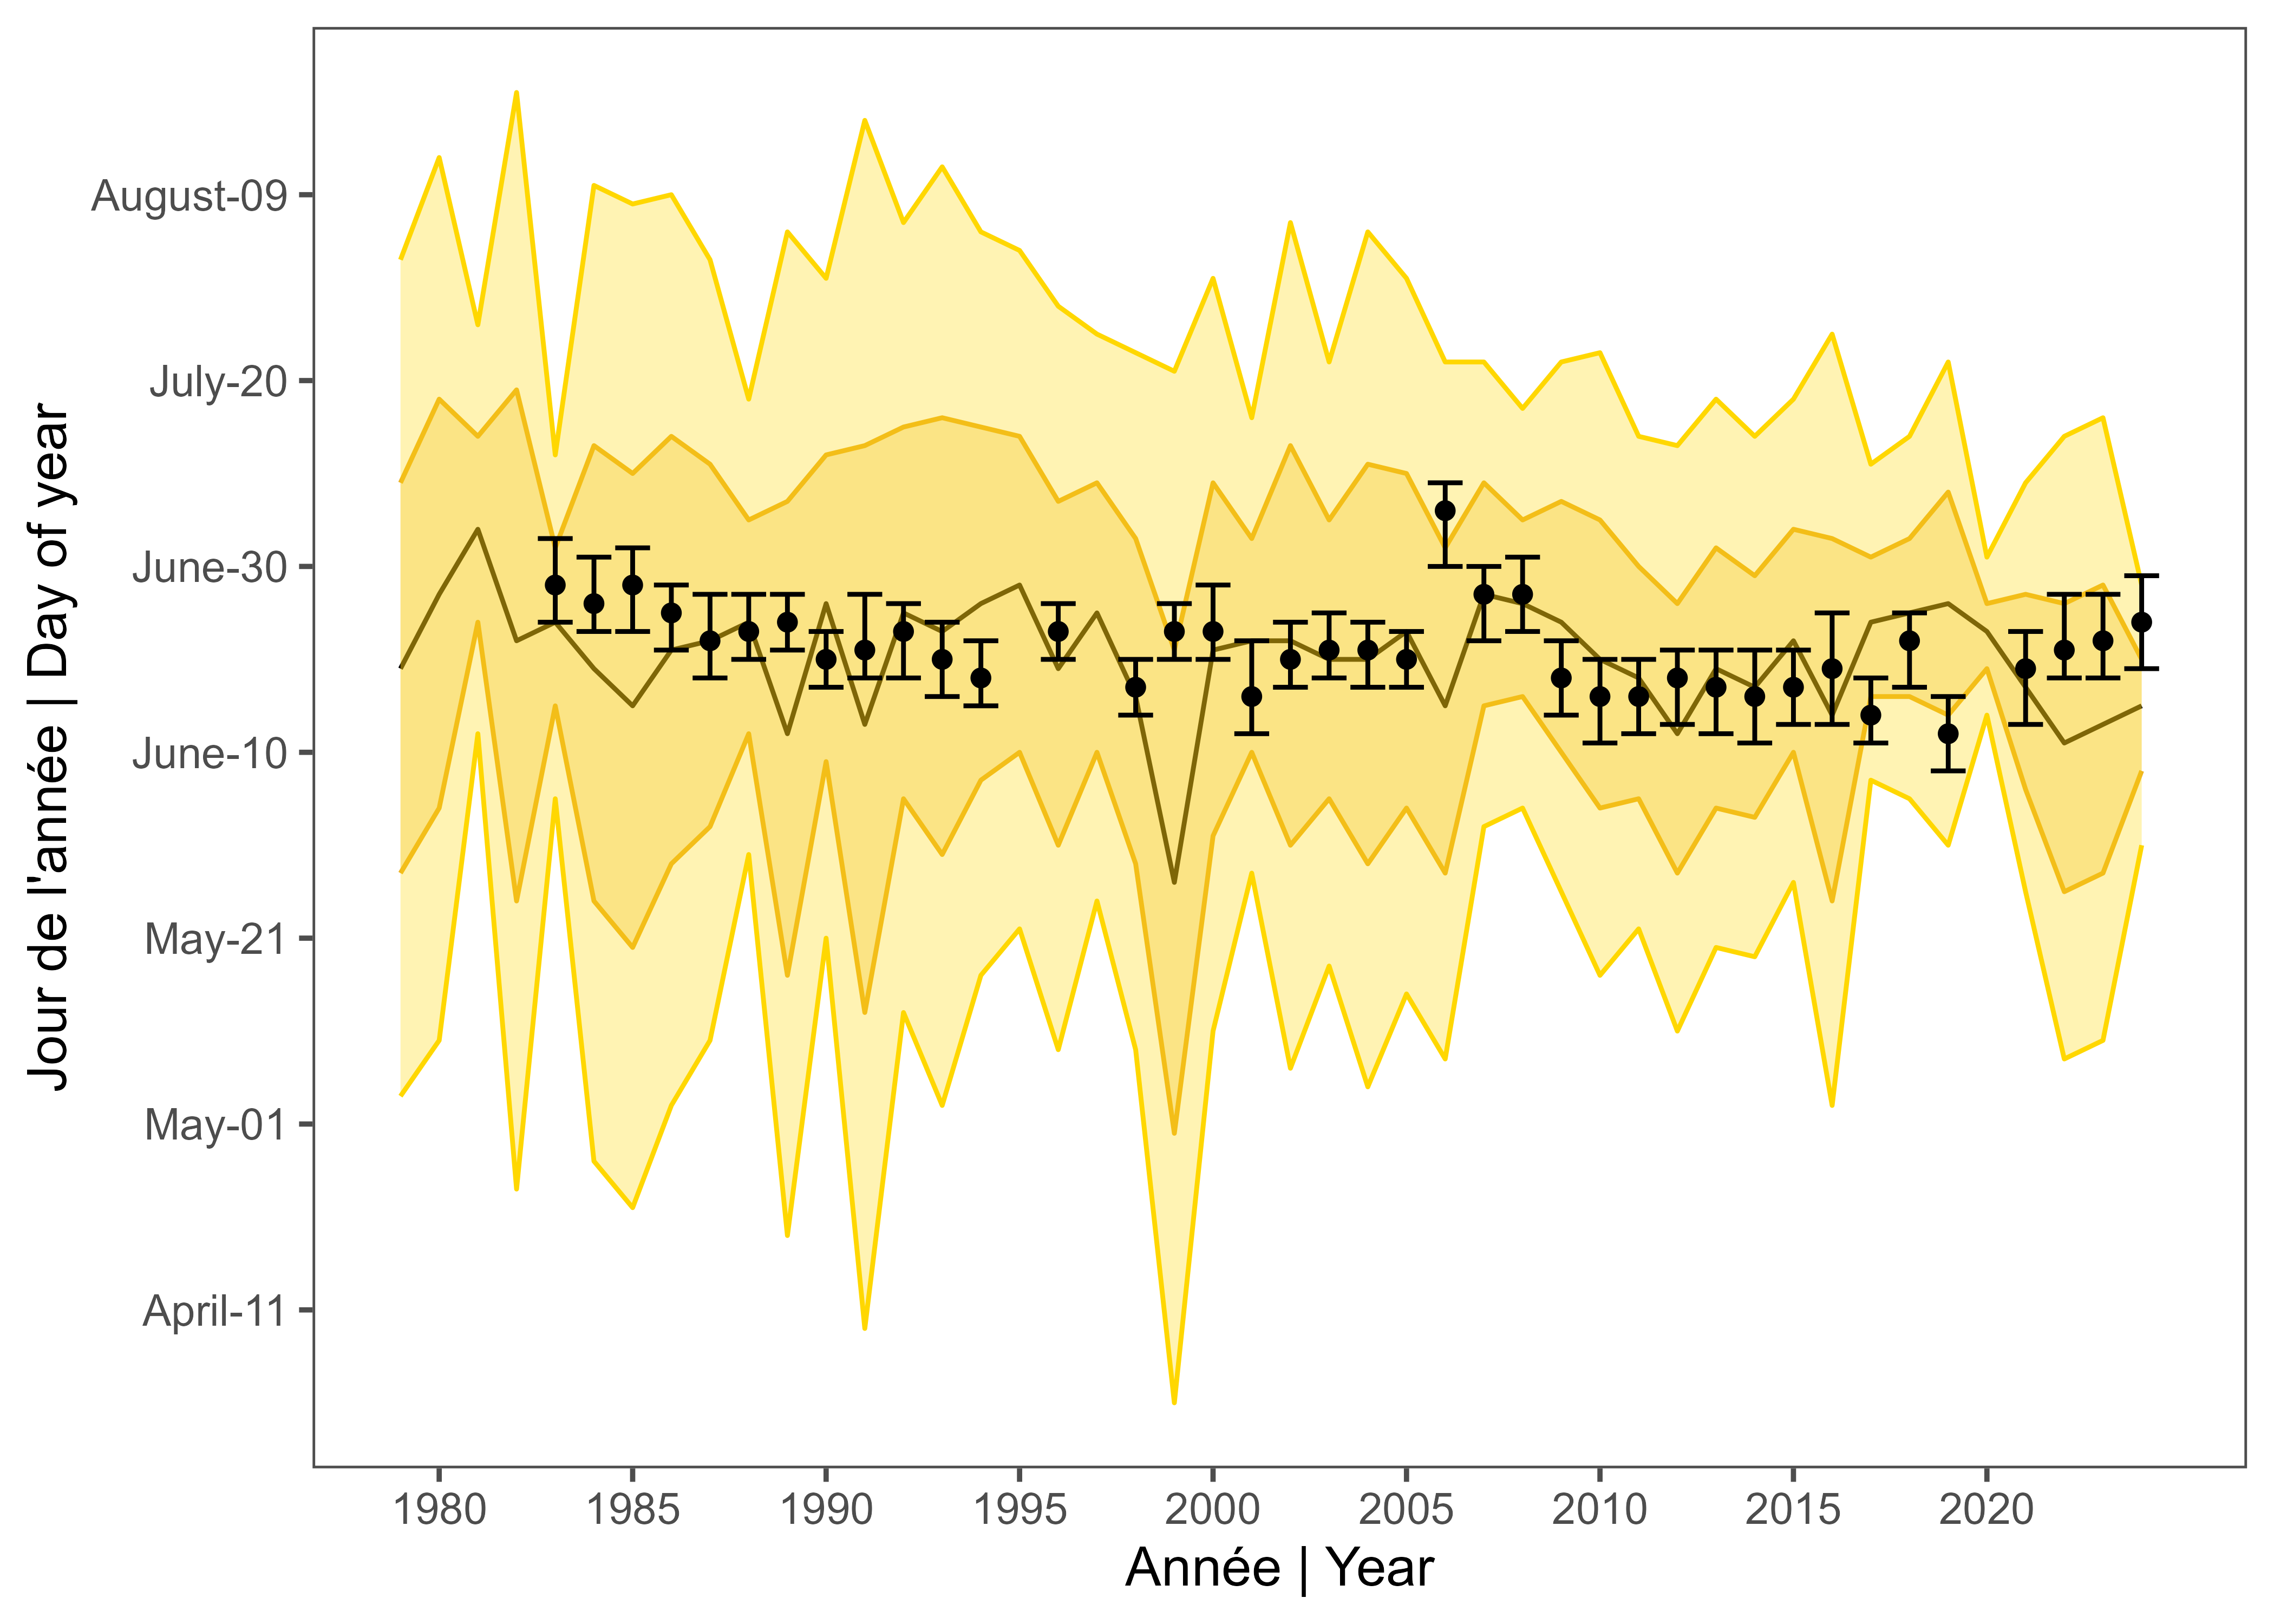 Jour de l'année | Day of year
August-09
July-20
June-30
June-10
May-21
May-01
April-11
1980 1985 1990 1995 2000 2005 2010 2015 2020
Année | Year